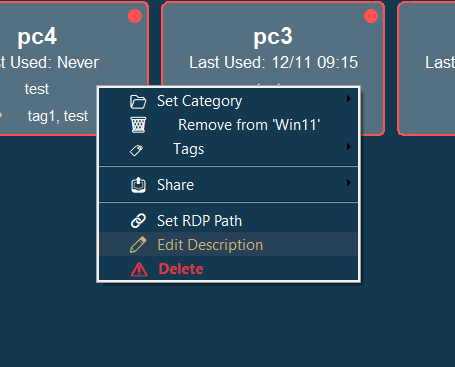 pc4
pc3
t Used: Never
Last Used: 12/11 09:15
Last
test
tag1, test
Set Category
Remove from 'Win11'
Tags
Share
Set RDP Path
Edit Description
Delete